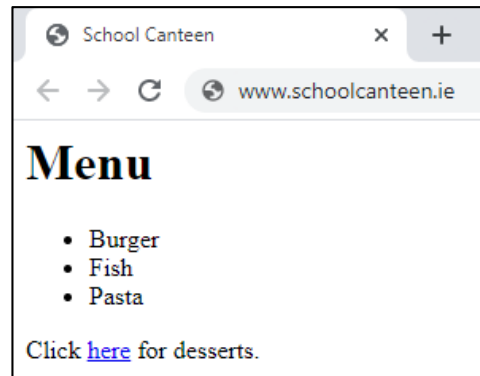 School Canteen
www.schoolcanteen.ie
Menu
Burger
Fish
Pasta
Click here for desserts.